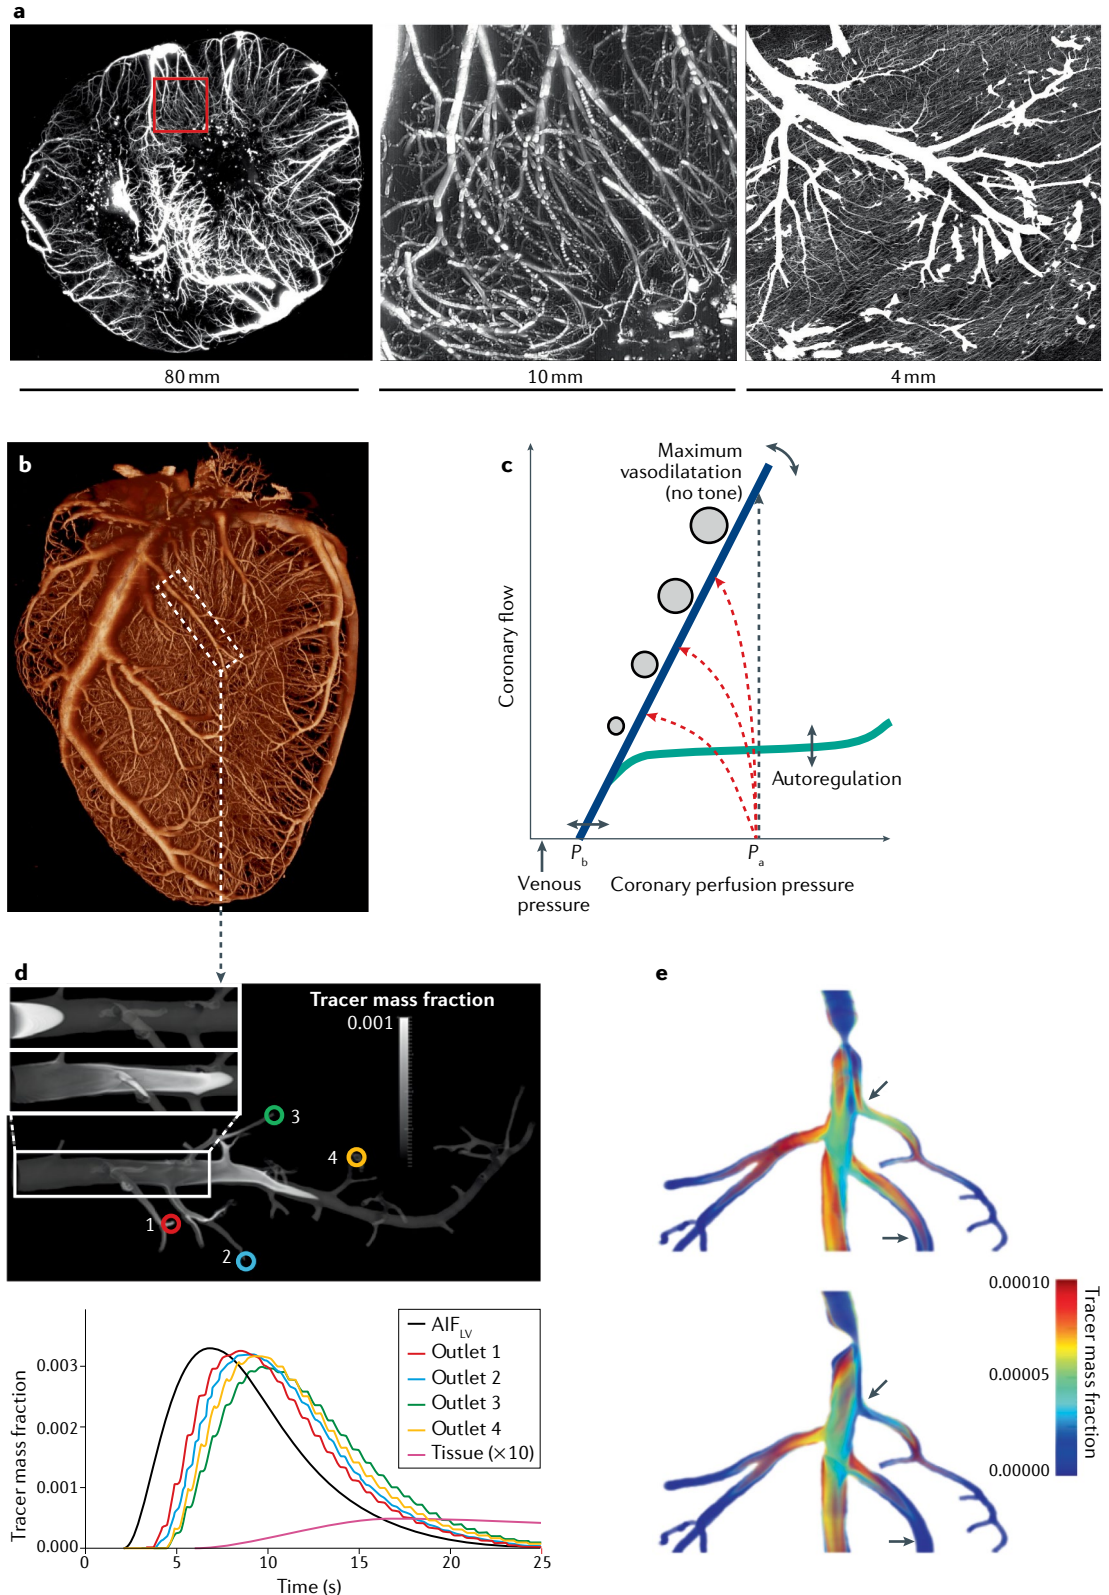 a
80 mm
10 mm
4 mm
b
c
Maximum
vasodilatation
(no tone)
Coronary flow
Autoregulation
P_b
P_a
Venous
pressure
Coronary perfusion pressure
d
Tracer mass fraction
0.001
3
4
1
2
e
0.00010
0.00005
0.00000
Tracer mass fraction
AIF_LV
Outlet 1
Outlet 2
Outlet 3
Outlet 4
Tissue (×10)
Tracer mass fraction
0.003
0.002
0.001
0.000
0
5
10
15
20
25
Time (s)